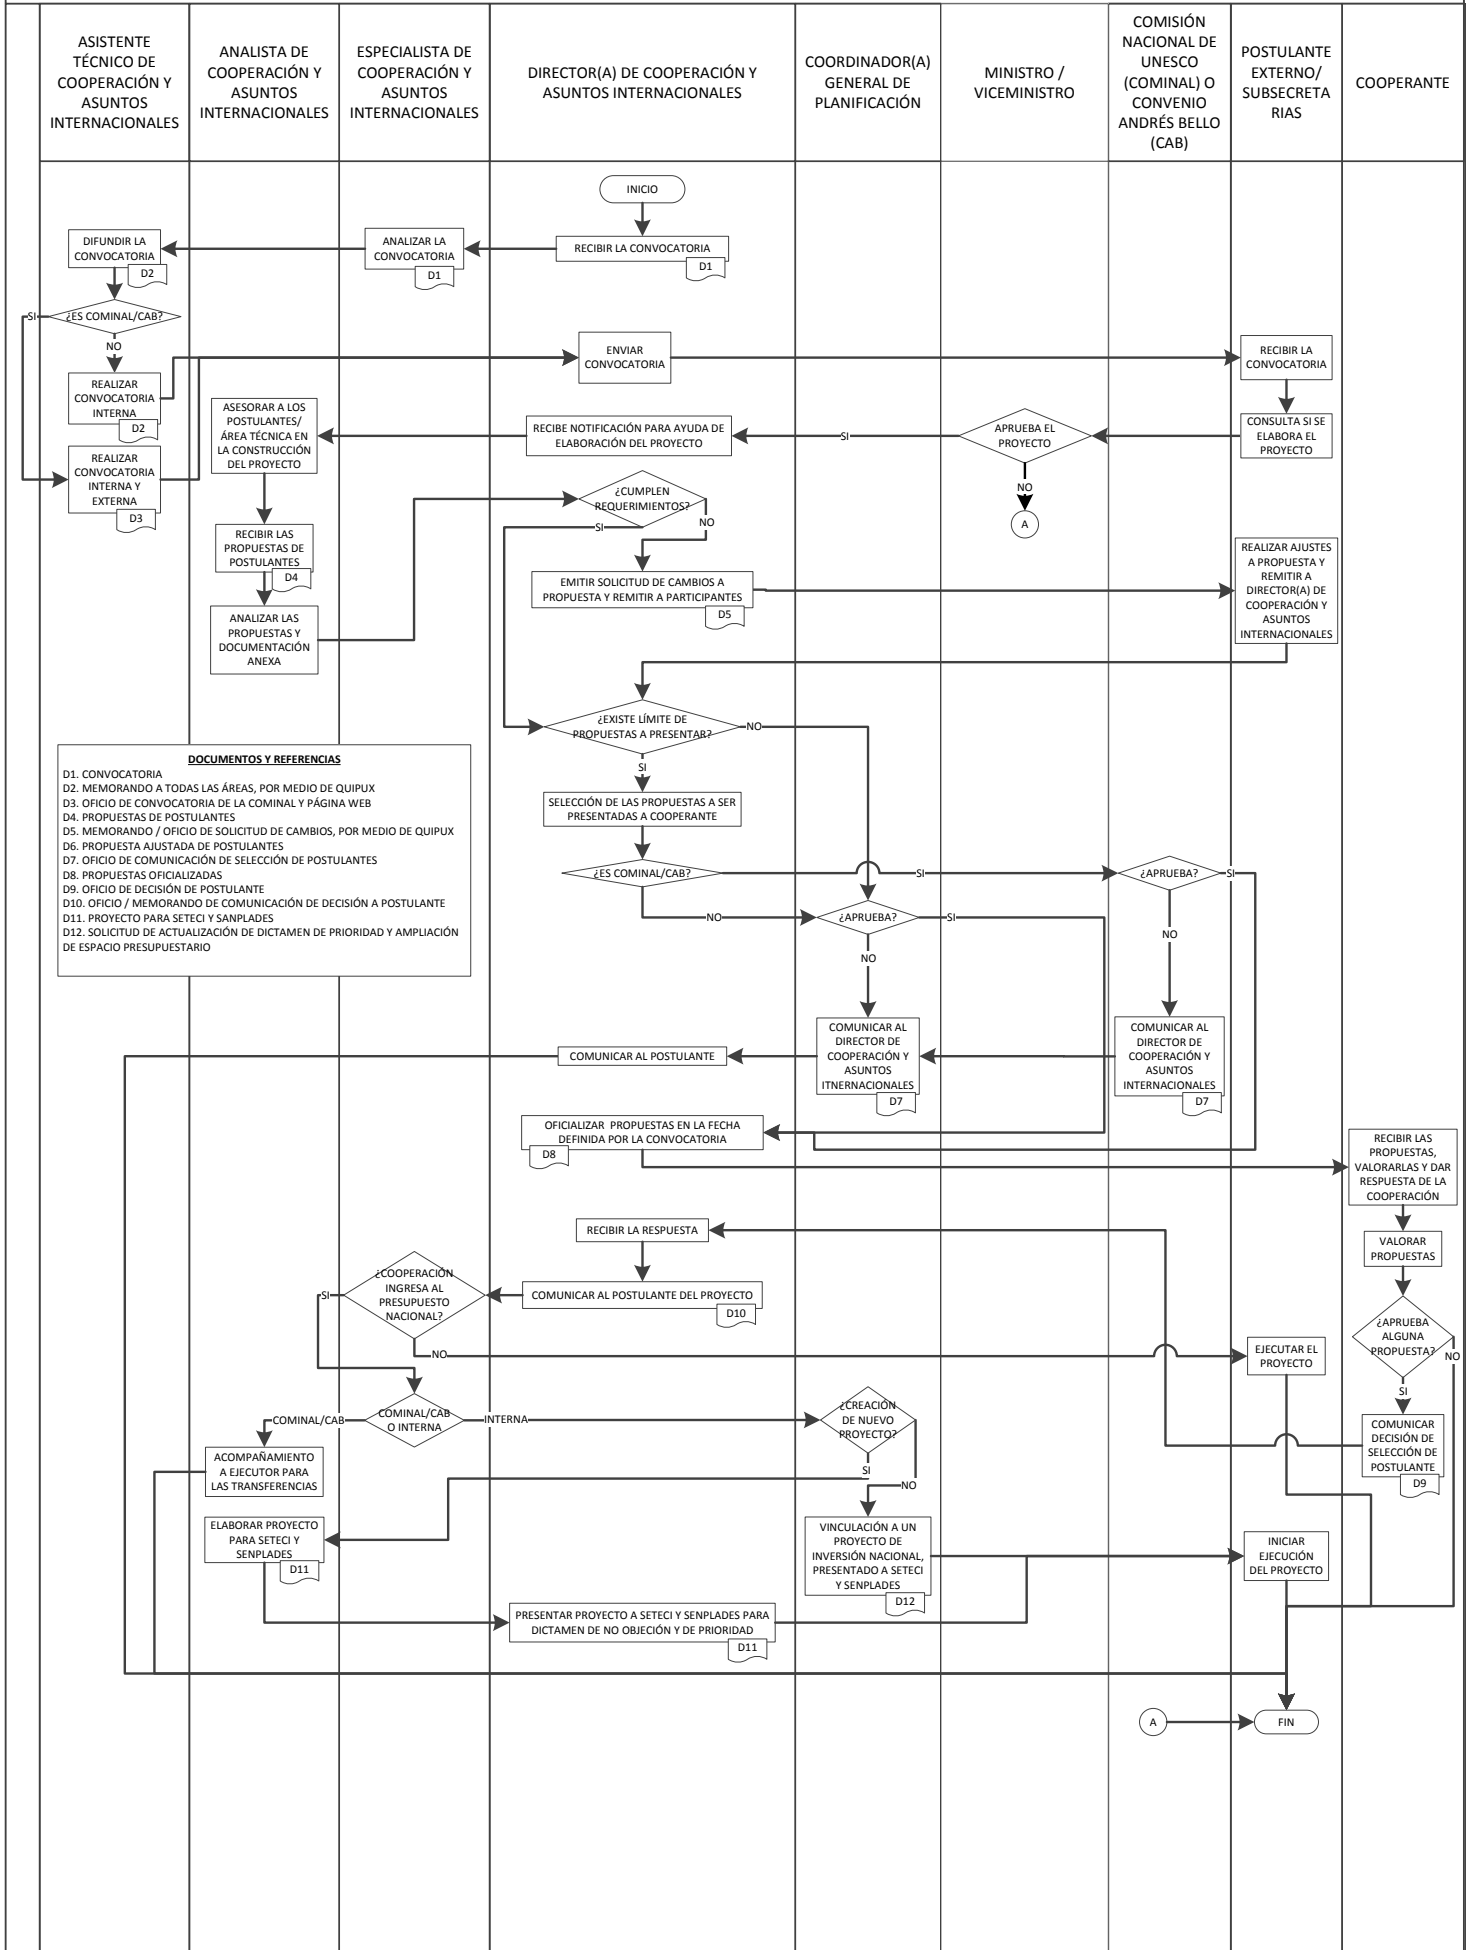 ASISTENTE
TÉCNICO DE
COOPERACIÓN Y
ASUNTOS
INTERNACIONALES
ANALISTA DE
COOPERACIÓN Y
ASUNTOS
INTERNACIONALES
ESPECIALISTA DE
COOPERACIÓN Y
ASUNTOS
INTERNACIONALES
DIRECTOR(A) DE COOPERACIÓN Y
ASUNTOS INTERNACIONALES
COORDINADOR(A)
GENERAL DE
PLANIFICACIÓN
MINISTRO /
VICEMINISTRO
COMISIÓN
NACIONAL DE
UNESCO
(COMINAL) O
CONVENIO
ANDRÉS BELLO
(CAB)
POSTULANTE
EXTERNO/
SUBSECRETA
RIAS
COOPERANTE
INICIO
RECIBIR LA CONVOCATORIA
D1
ANALIZAR LA
CONVOCATORIA
D1
DIFUNDIR LA
CONVOCATORIA
D2
¿ES COMINAL/CAB?
SI
NO
REALIZAR
CONVOCATORIA
INTERNA
D2
REALIZAR
CONVOCATORIA
INTERNA Y
EXTERNA
D3
ENVIAR
CONVOCATORIA
RECIBIR LA
CONVOCATORIA
CONSULTA SI SE
ELABORA EL
PROYECTO
APRUEBA EL
PROYECTO
SI
NO
A
RECIBE NOTIFICACIÓN PARA AYUDA DE
ELABORACIÓN DEL PROYECTO
ASESORAR A LOS
POSTULANTES/
ÁREA TÉCNICA EN
LA CONSTRUCCIÓN
DEL PROYECTO
RECIBIR LAS
PROPUESTAS DE
POSTULANTES
D4
ANALIZAR LAS
PROPUESTAS Y
DOCUMENTACIÓN
ANEXA
¿CUMPLEN
REQUERIMIENTOS?
SI
NO
EMITIR SOLICITUD DE CAMBIOS A
PROPUESTA Y REMITIR A PARTICIPANTES
D5
REALIZAR AJUSTES
A PROPUESTA Y
REMITIR A
DIRECTOR(A) DE
COOPERACIÓN Y
ASUNTOS
INTERNACIONALES
¿EXISTE LÍMITE DE
PROPUESTAS A PRESENTAR?
NO
SI
SELECCIÓN DE LAS PROPUESTAS A SER
PRESENTADAS A COOPERANTE
¿ES COMINAL/CAB?
SI
NO
¿APRUEBA?
SI
NO
¿APRUEBA?
SI
NO
DOCUMENTOS Y REFERENCIAS
D1. CONVOCATORIA
D2. MEMORANDO A TODAS LAS ÁREAS, POR MEDIO DE QUIPUX
D3. OFICIO DE CONVOCATORIA DE LA COMINAL Y PÁGINA WEB
D4. PROPUESTAS DE POSTULANTES
D5. MEMORANDO / OFICIO DE SOLICITUD DE CAMBIOS, POR MEDIO DE QUIPUX
D6. PROPUESTA AJUSTADA DE POSTULANTES
D7. OFICIO DE COMUNICACIÓN DE SELECCIÓN DE POSTULANTES
D8. PROPUESTAS OFICIALIZADAS
D9. OFICIO DE DECISIÓN DE POSTULANTE
D10. OFICIO / MEMORANDO DE COMUNICACIÓN DE DECISIÓN A POSTULANTE
D11. PROYECTO PARA SETECI Y SANPLADES
D12. SOLICITUD DE ACTUALIZACIÓN DE DICTAMEN DE PRIORIDAD Y AMPLIACIÓN
DE ESPACIO PRESUPUESTARIO
COMUNICAR AL POSTULANTE
COMUNICAR AL
DIRECTOR DE
COOPERACIÓN Y
ASUNTOS
ITNERNACIONALES
D7
COMUNICAR AL
DIRECTOR DE
COOPERACIÓN Y
ASUNTOS
INTERNACIONALES
D7
OFICIALIZAR PROPUESTAS EN LA FECHA
DEFINIDA POR LA CONVOCATORIA
D8
RECIBIR LAS
PROPUESTAS,
VALORARLAS Y DAR
RESPUESTA DE LA
COOPERACIÓN
VALORAR
PROPUESTAS
¿APRUEBA
ALGUNA
PROPUESTA?
NO
SI
COMUNICAR
DECISIÓN DE
SELECCIÓN DE
POSTULANTE
D9
RECIBIR LA RESPUESTA
COMUNICAR AL POSTULANTE DEL PROYECTO
D10
¿COOPERACIÓN
INGRESA AL
PRESUPUESTO
NACIONAL?
SI
NO
EJECUTAR EL
PROYECTO
COMINAL/CAB
O INTERNA
COMINAL/CAB
INTERNA
¿CREACIÓN
DE NUEVO
PROYECTO?
SI
NO
ACOMPAÑAMIENTO
A EJECUTOR PARA
LAS TRANSFERENCIAS
ELABORAR PROYECTO
PARA SETECI Y
SENPLADES
D11
VINCULACIÓN A UN
PROYECTO DE
INVERSIÓN NACIONAL,
PRESENTADO A SETECI
Y SENPLADES
D12
INICIAR
EJECUCIÓN
DEL PROYECTO
PRESENTAR PROYECTO A SETECI Y SENPLADES PARA
DICTAMEN DE NO OBJECIÓN Y DE PRIORIDAD
D11
A
FIN